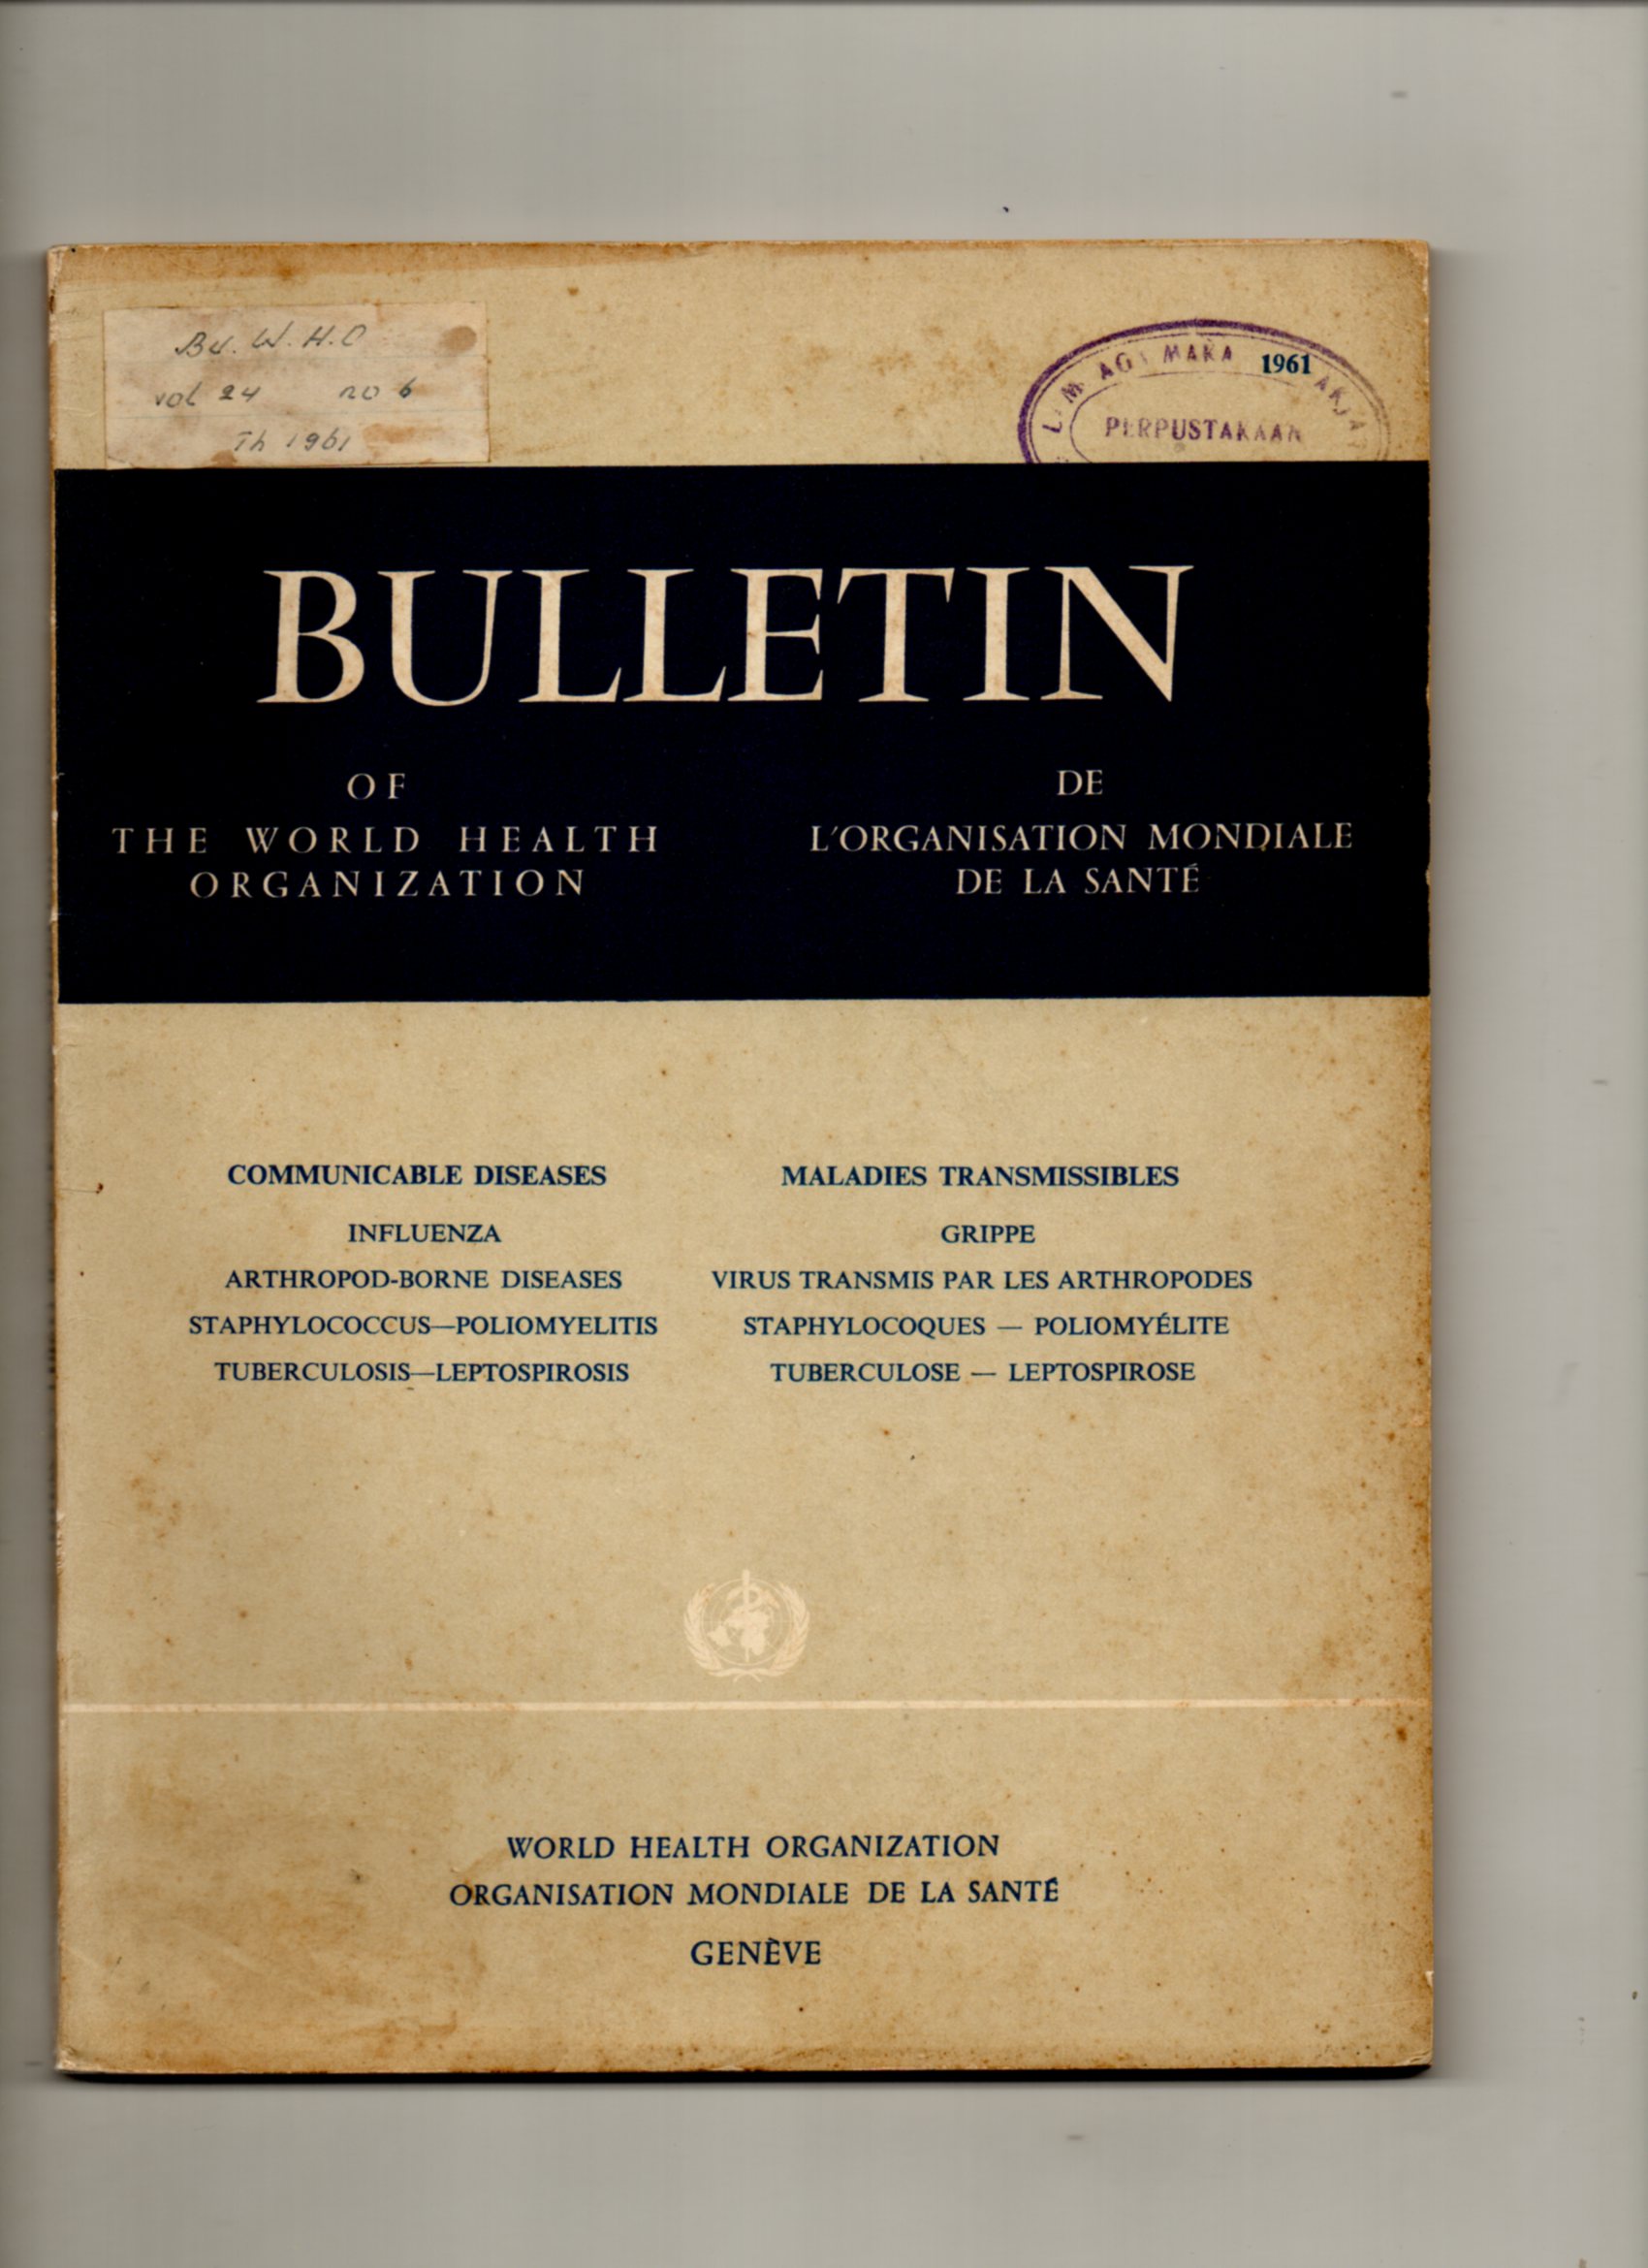 Bu. W.H.O
vol 24 no 6
Th 1961
1961
PERPUSTAKAAN
BULLETIN
OF
THE WORLD HEALTH
ORGANIZATION
DE
L'ORGANISATION MONDIALE
DE LA SANTÉ
COMMUNICABLE DISEASES
INFLUENZA
ARTHROPOD-BORNE DISEASES
STAPHYLOCOCCUS—POLIOMYELITIS
TUBERCULOSIS—LEPTOSPIROSIS
MALADIES TRANSMISSIBLES
GRIPPE
VIRUS TRANSMIS PAR LES ARTHROPODES
STAPHYLOCOQUES — POLIOMYÉLITE
TUBERCULOSE — LEPTOSPIROSE
WORLD HEALTH ORGANIZATION
ORGANISATION MONDIALE DE LA SANTÉ
GENÈVE